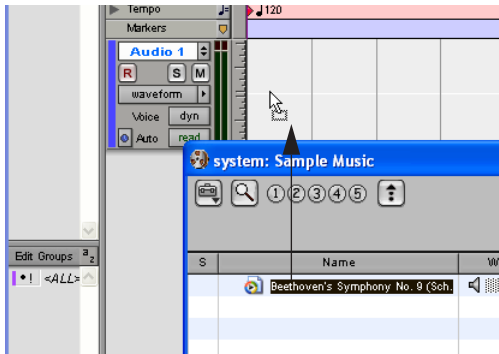 Tempo
120
Markers
Audio 1
R S M
waveform
Voice dyn
Auto read
system: Sample Music
1 2 3 4 5
Edit Groups a z
S Name W
•! <ALL>
Beethoven's Symphony No. 9 (Sch.